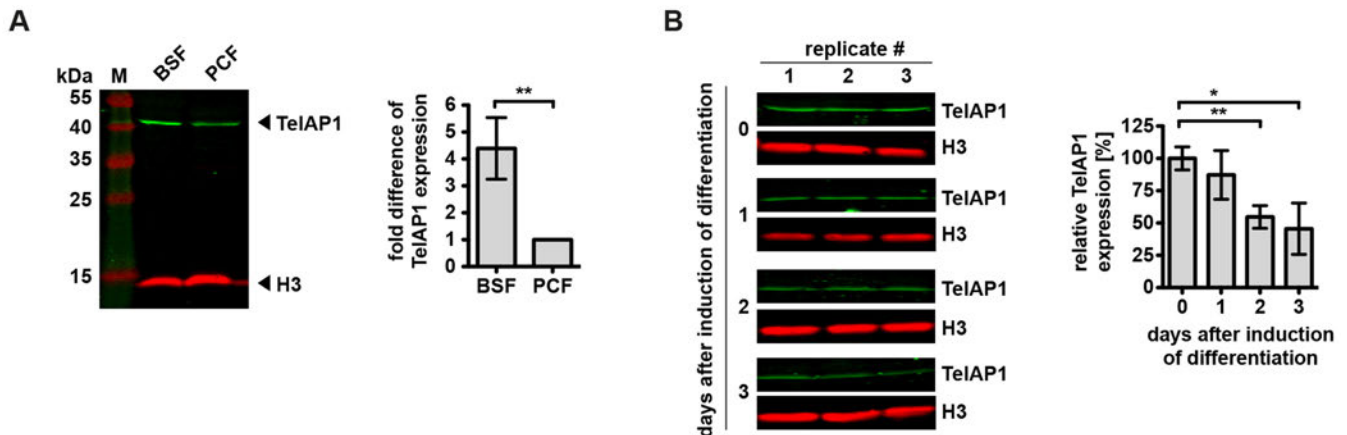 A
kDa M BSF PCF
55
40
35
25
15
TelAP1
H3
fold difference of
TelAP1 expression
6
5
4
3
2
1
0
**
BSF PCF
B
replicate #
1 2 3
days after induction of differentiation
0
TelAP1
H3
1
TelAP1
H3
2
TelAP1
H3
3
TelAP1
H3
relative TelAP1
expression [%]
125
100
75
50
25
0
*
**
0 1 2 3
days after induction
of differentiation